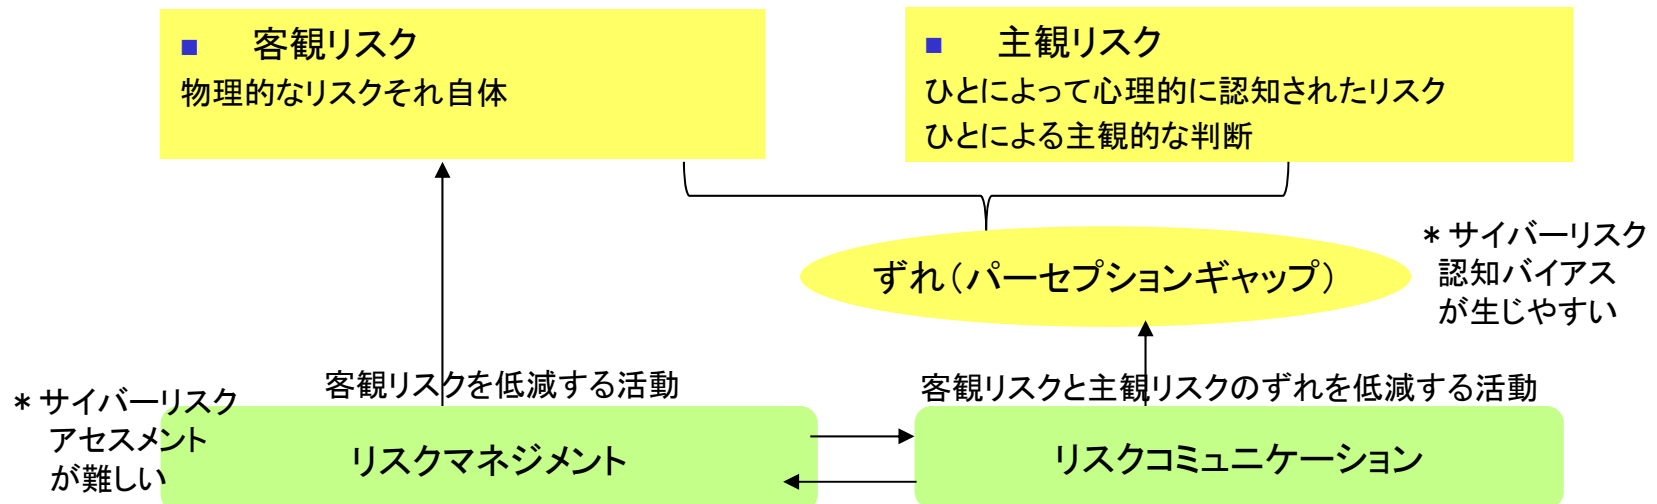 ■ 客観リスク
物理的なリスクそれ自体
■ 主観リスク
ひとによって心理的に認知されたリスク
ひとによる主観的な判断
ずれ(パーセプションギャップ)
* サイバーリスク
認知バイアス
が生じやすい
客観リスクを低減する活動
客観リスクと主観リスクのずれを低減する活動
* サイバーリスク
アセスメント
が難しい
リスクマネジメント
リスクコミュニケーション